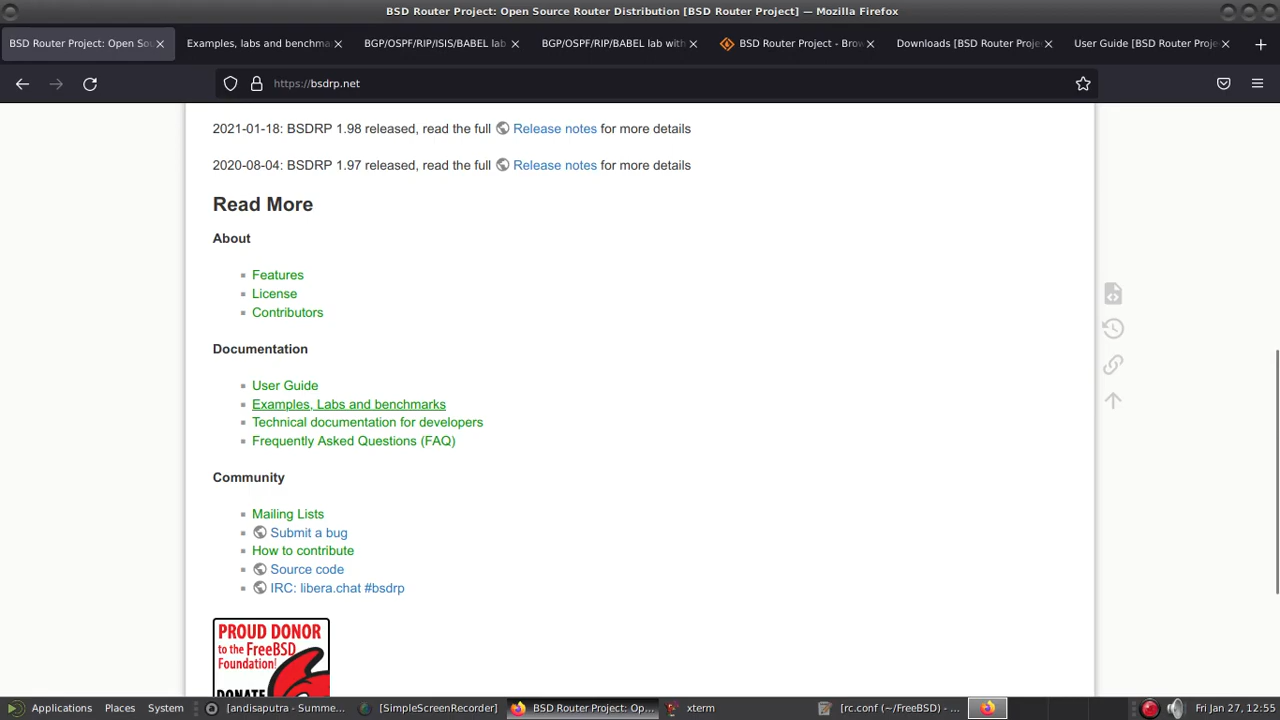 BSD Router Project: Open Source Router Distribution [BSD Router Project] — Mozilla Firefox
BSD Router Project: Open Sou
Examples, labs and benchma
BGP/OSPF/RIP/ISIS/BABEL lab
BGP/OSPF/RIP/BABEL lab with
BSD Router Project - Brow
Downloads [BSD Router Proje
User Guide [BSD Router Proje
https://bsdrp.net
2021-01-18: BSDRP 1.98 released, read the full Release notes for more details
2020-08-04: BSDRP 1.97 released, read the full Release notes for more details
Read More
About
Features
License
Contributors
Documentation
User Guide
Examples, Labs and benchmarks
Technical documentation for developers
Frequently Asked Questions (FAQ)
Community
Mailing Lists
Submit a bug
How to contribute
Source code
IRC: libera.chat #bsdrp
PROUD DONOR
to the FreeBSD
Foundation!
DONATE
Applications Places System [andisaputra - Summe... [SimpleScreenRecorder] BSD Router Project: Op... xterm [rc.conf (~/FreeBSD) - ... Fri Jan 27, 12:55